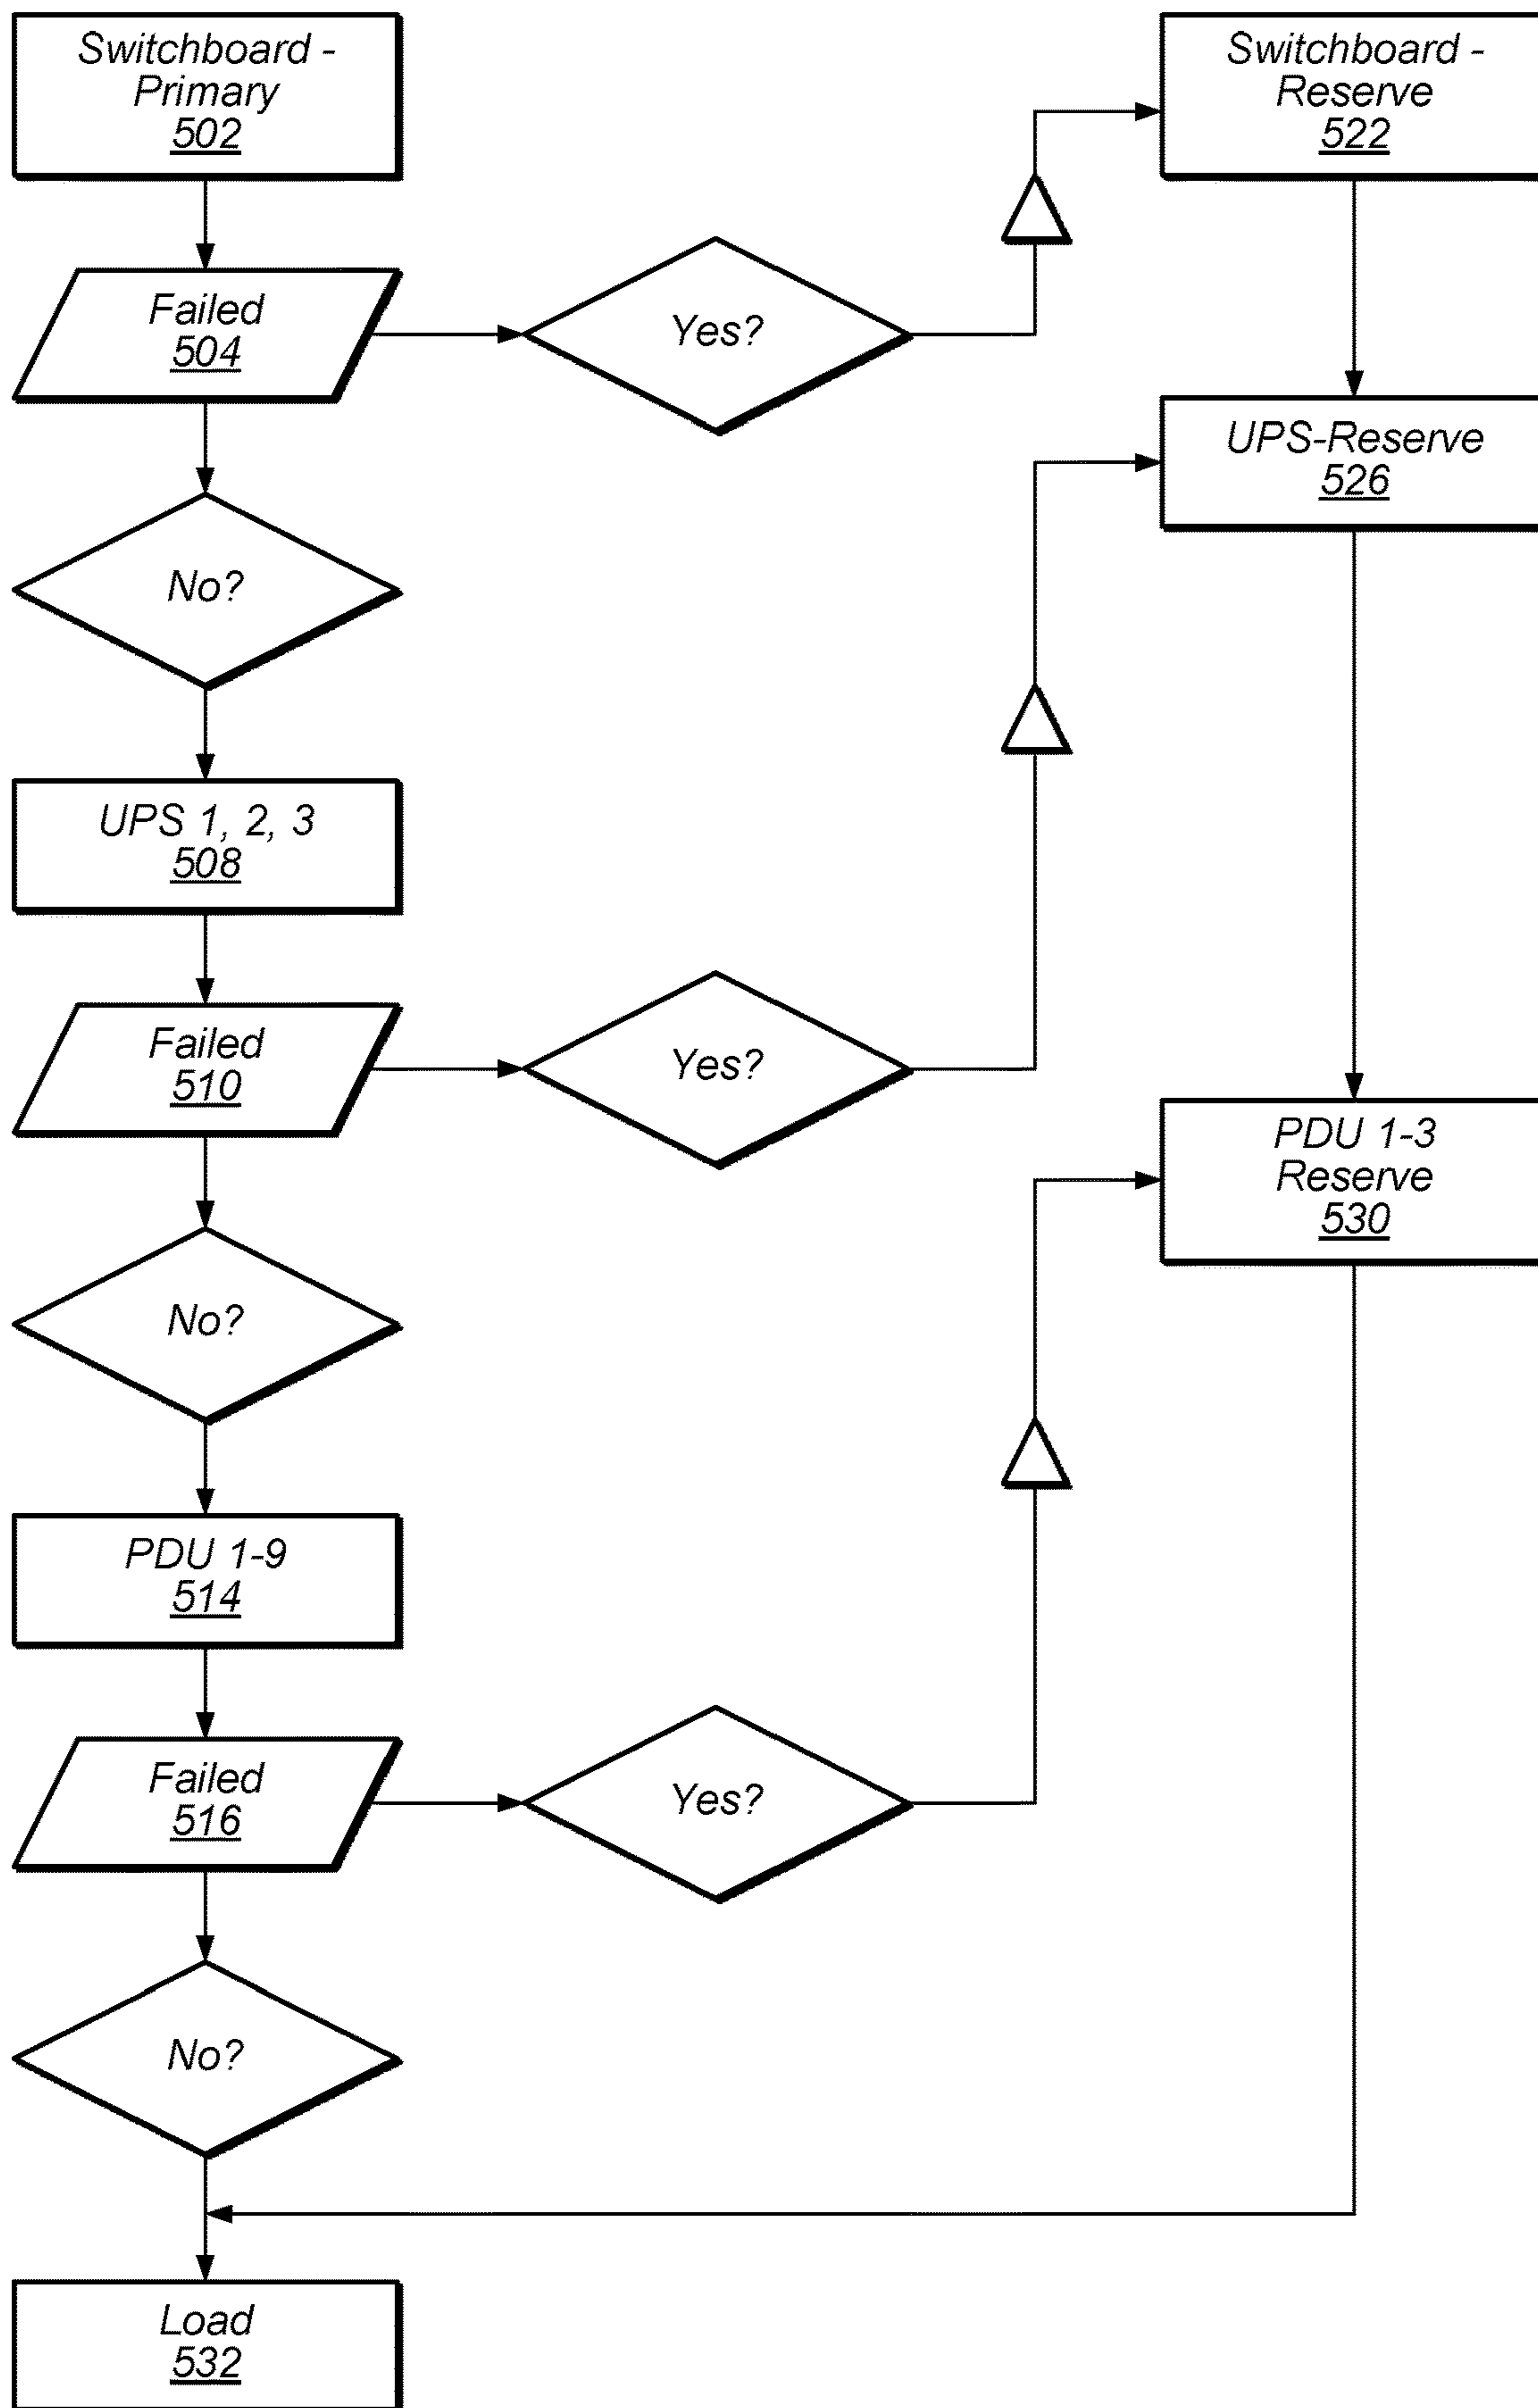 Switchboard -
Primary
502
Switchboard -
Reserve
522
Failed
504
Yes?
UPS-Reserve
526
No?
UPS 1, 2, 3
508
Failed
510
Yes?
PDU 1-3
Reserve
530
No?
PDU 1-9
514
Failed
516
Yes?
No?
Load
532